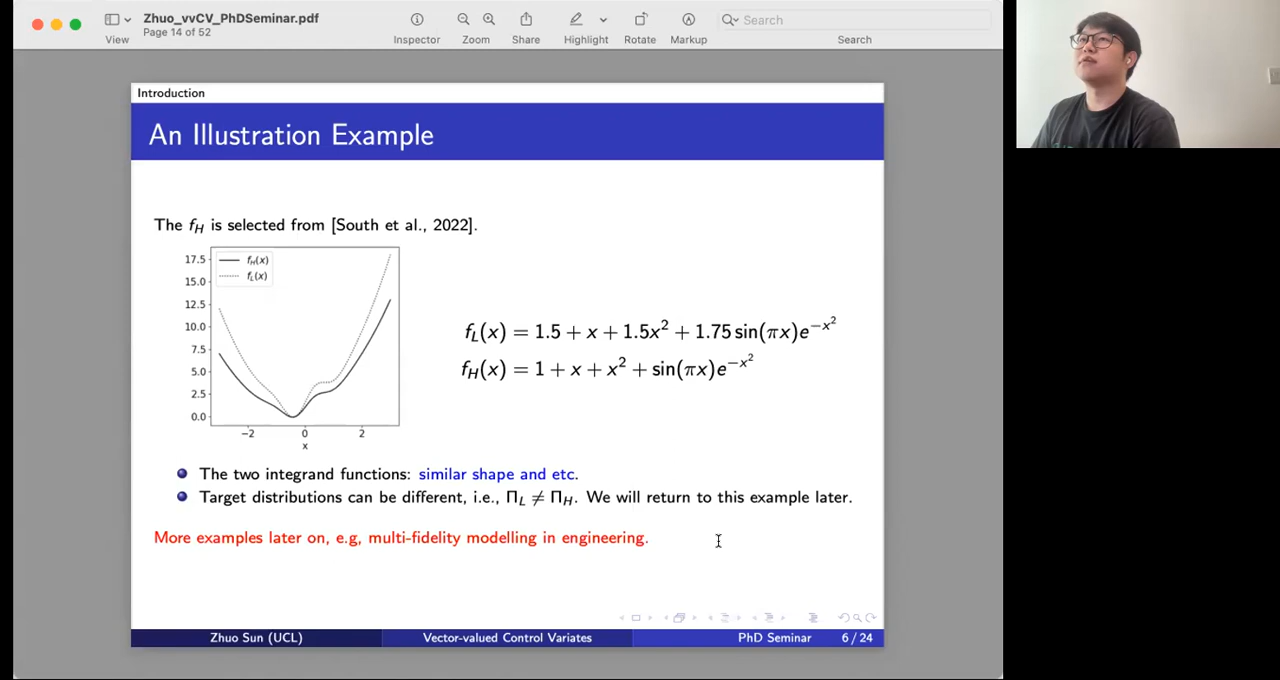 Zhuo_vvCV_PhDSeminar.pdf
Page 14 of 52
View
Inspector
Zoom
Share
Highlight
Rotate
Markup
Search
Search
Introduction
An Illustration Example
The f_H is selected from [South et al., 2022].
17.5
15.0
12.5
10.0
7.5
5.0
2.5
0.0
f_H(x)
f_L(x)
−2
0
2
x
f_L(x) = 1.5 + x + 1.5x² + 1.75 sin(πx)e^{−x²}
f_H(x) = 1 + x + x² + sin(πx)e^{−x²}
The two integrand functions: similar shape and etc.
Target distributions can be different, i.e., Π_L ≠ Π_H. We will return to this example later.
More examples later on, e.g, multi-fidelity modelling in engineering.
Zhuo Sun (UCL)
Vector-valued Control Variates
PhD Seminar
6 / 24